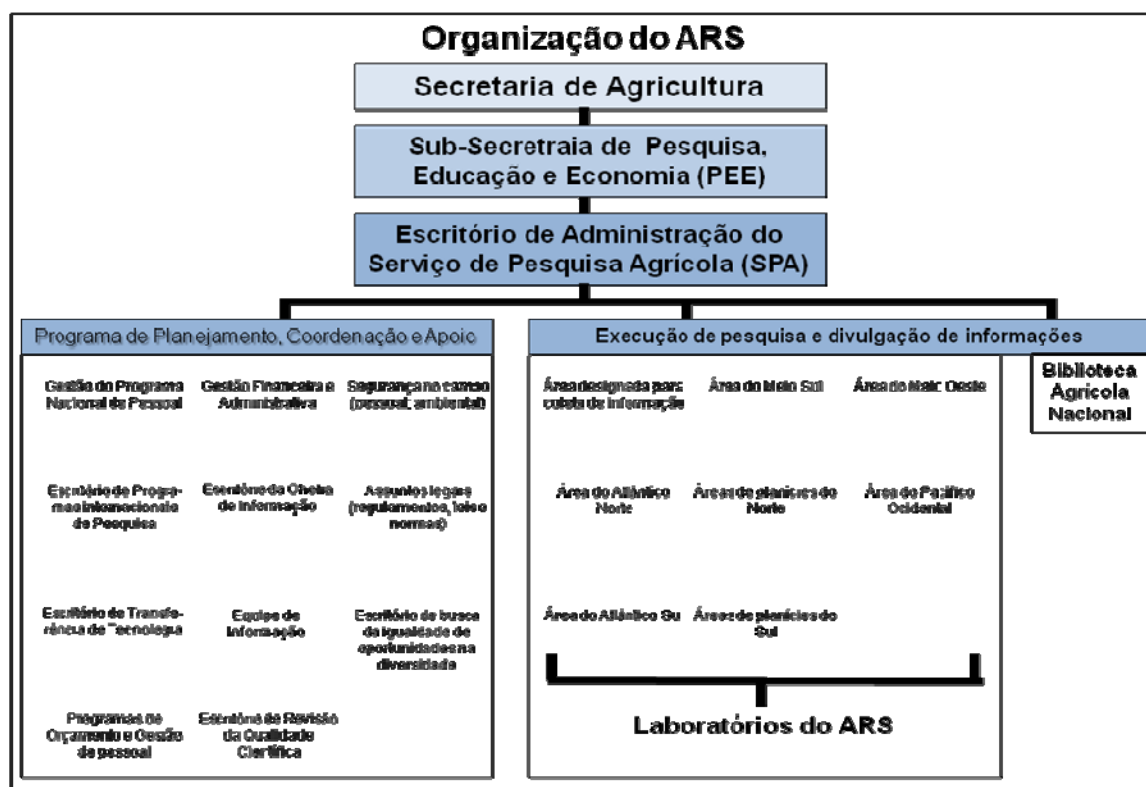 Organização do ARS
Secretaria de Agricultura
Sub-Secretraia de Pesquisa,
Educação e Economia (PEE)
Escritório de Administração do
Serviço de Pesquisa Agrícola (SPA)
Programa de Planejamento, Coordenação e Apoio
Gestão do Programa
Nacional de Pessoal
Gestão Financeira e
Administrativa
Segurança no campo
(pessoal, ambiental)
Escritório de Progra-
mas Internacionais
de Pesquisa
Escritório da Chefia
de Informação
Assuntos legais
(regulamentos, leis e
normas)
Escritório de Transfe-
rência de Tecnologia
Equipe de
Informação
Escritório de busca
da igualdade de
oportunidades na
diversidade
Programas de
Orçamento e Gestão
de pessoal
Escritório de Revisão
da Qualidade
Científica
Execução de pesquisa e divulgação de informações
Área designada para
coleta de informação
Área do Meio Sul
Área do Meio Oeste
Área do Atlântico
Norte
Áreas de planícies do
Norte
Área do Pacífico
Ocidental
Área do Atlântico Sul
Áreas de planícies do
Sul
Laboratórios do ARS
Biblioteca
Agrícola
Nacional